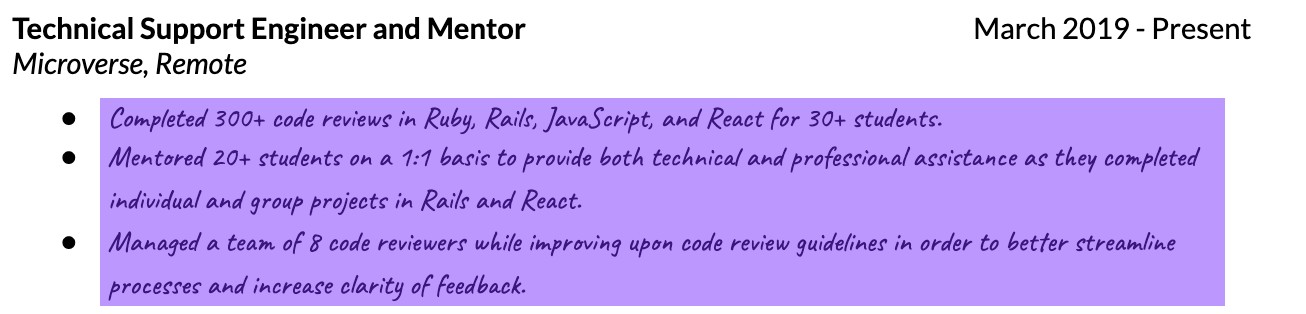 Technical Support Engineer and Mentor March 2019 - Present
Microverse, Remote
● Completed 300+ code reviews in Ruby, Rails, JavaScript, and React for 30+ students.
● Mentored 20+ students on a 1:1 basis to provide both technical and professional assistance as they completed
individual and group projects in Rails and React.
● Managed a team of 8 code reviewers while improving upon code review guidelines in order to better streamline
processes and increase clarity of feedback.